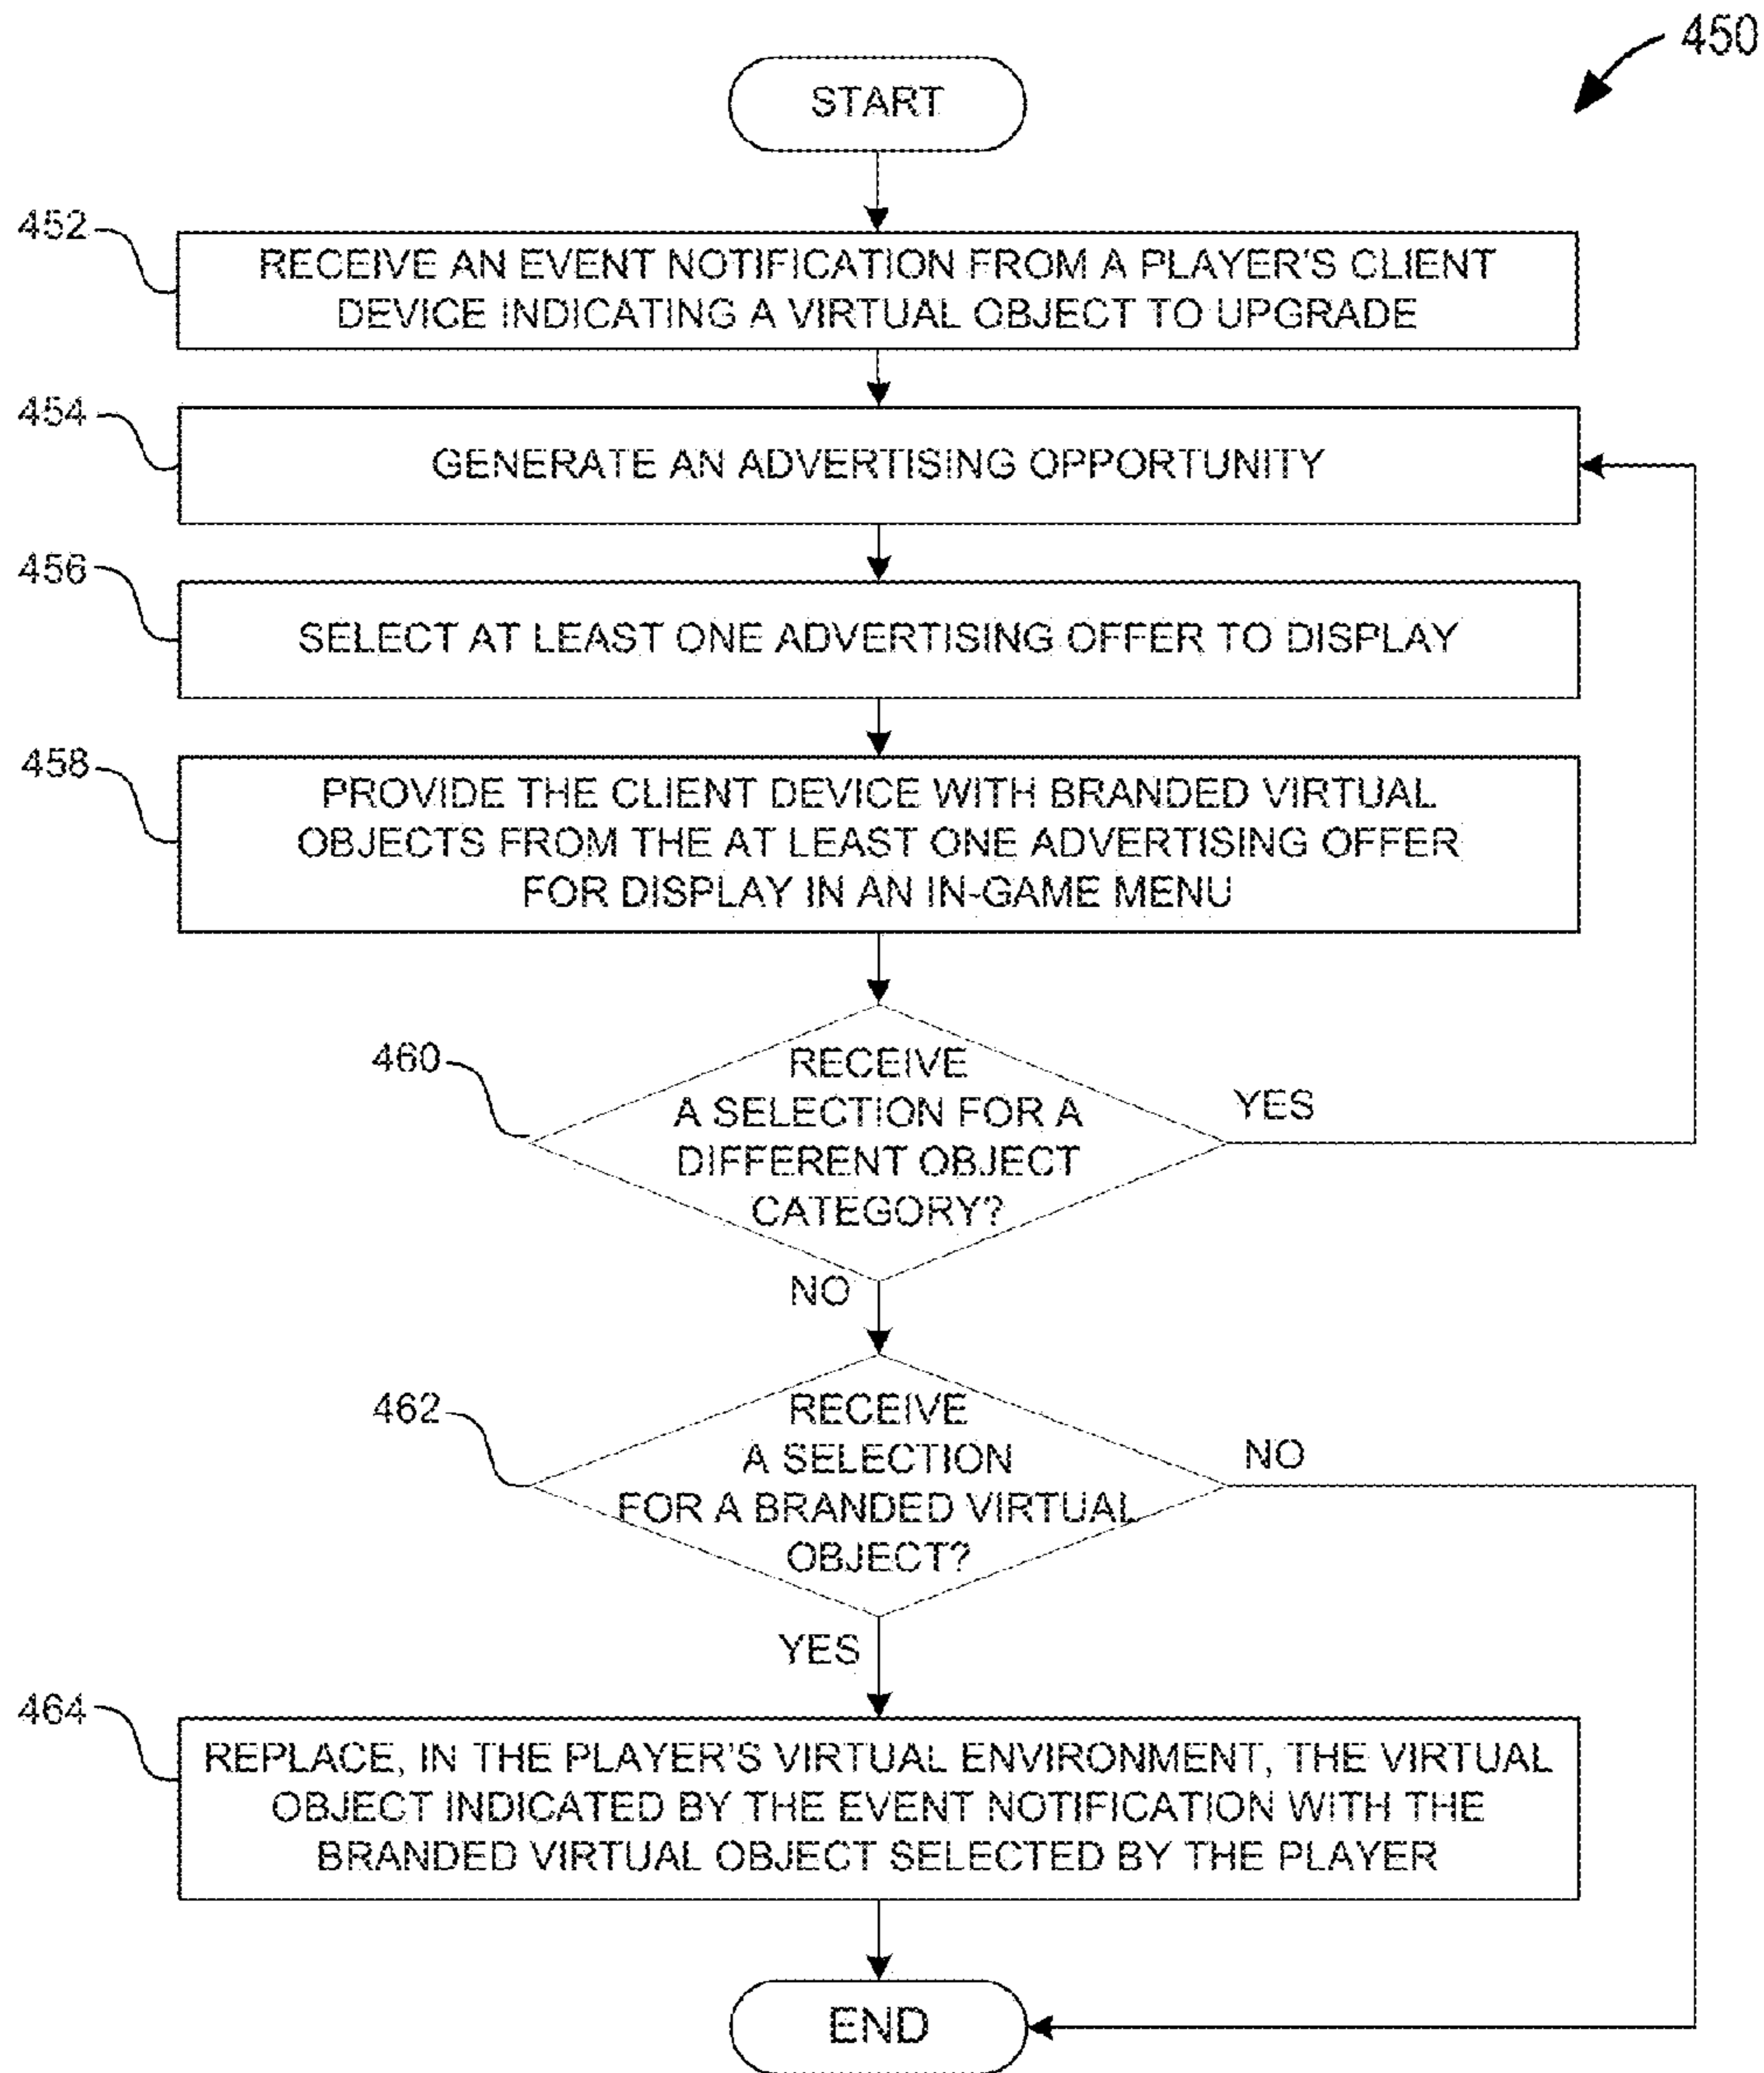 450
START
452
RECEIVE AN EVENT NOTIFICATION FROM A PLAYER'S CLIENT
DEVICE INDICATING A VIRTUAL OBJECT TO UPGRADE
454
GENERATE AN ADVERTISING OPPORTUNITY
456
SELECT AT LEAST ONE ADVERTISING OFFER TO DISPLAY
458
PROVIDE THE CLIENT DEVICE WITH BRANDED VIRTUAL
OBJECTS FROM THE AT LEAST ONE ADVERTISING OFFER
FOR DISPLAY IN AN IN-GAME MENU
460
RECEIVE
A SELECTION FOR A
DIFFERENT OBJECT
CATEGORY?
YES
NO
462
RECEIVE
A SELECTION
FOR A BRANDED VIRTUAL
OBJECT?
NO
YES
464
REPLACE, IN THE PLAYER'S VIRTUAL ENVIRONMENT, THE VIRTUAL
OBJECT INDICATED BY THE EVENT NOTIFICATION WITH THE
BRANDED VIRTUAL OBJECT SELECTED BY THE PLAYER
END